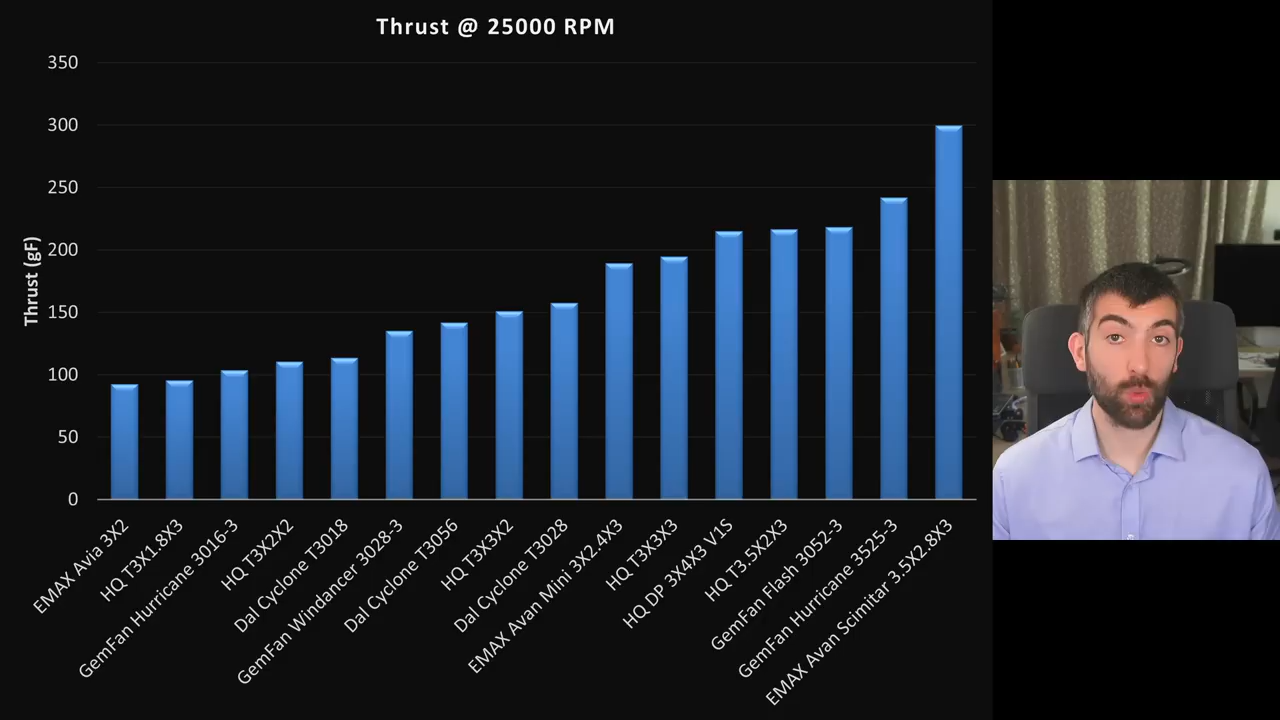 Thrust @ 25000 RPM
350
300
250
200
150
100
50
0
Thrust (gF)
EMAX Avia 3X2
HQ T3X1.8X3
GemFan Hurricane 3016-3
HQ T3X2X2
Dal Cyclone T3018
GemFan Windancer 3028-3
Dal Cyclone T3056
HQ T3X3X2
Dal Cyclone T3028
EMAX Avan Mini 3X2.4X3
HQ T3X3X3
HQ DP 3X4X3 V1S
HQ T3.5X2X3
GemFan Flash 3052-3
GemFan Hurricane 3525-3
EMAX Avan Scimitar 3.5X2.8X3